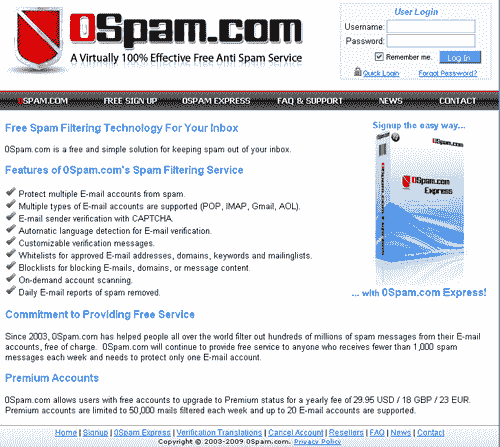 0Spam.com
A Virtually 100% Effective Free Anti Spam Service
User Login
Username:
Password:
Remember me.
Log In
Quick Login
Forgot Password?
0SPAM.COM
FREE SIGN UP
0SPAM EXPRESS
FAQ & SUPPORT
NEWS
CONTACT
Free Spam Filtering Technology For Your Inbox
0Spam.com is a free and simple solution for keeping spam out of your inbox.
Features of 0Spam.com's Spam Filtering Service
Protect multiple E-mail accounts from spam.
Multiple types of E-mail accounts are supported (POP, IMAP, Gmail, AOL).
E-mail sender verification with CAPTCHA.
Automatic language detection for E-mail verification.
Customizable verification messages.
Whitelists for approved E-mail addresses, domains, keywords and mailinglists.
Blocklists for blocking E-mails, domains, or message content.
On-demand account scanning.
Daily E-mail reports of spam removed.
Signup the easy way...
0Spam.com
Express
... with 0Spam.com Express!
Commitment to Providing Free Service
Since 2003, 0Spam.com has helped people all over the world filter out hundreds of millions of spam messages from their E-mail
accounts, free of charge. 0Spam.com will continue to provide free service to anyone who receives fewer than 1,000 spam
messages each week and needs to protect only one E-mail account.
Premium Accounts
0Spam.com allows users with free accounts to upgrade to Premium status for a yearly fee of 29.95 USD / 18 GBP / 23 EUR.
Premium accounts are limited to 50,000 mails filtered each week and up to 20 E-mail accounts are supported.
Home | Signup | 0Spam Express | Verification Translations | Cancel Account | Resellers | FAQ | News | Contact
Copyright © 2003-2009 0Spam.com. Privacy Policy